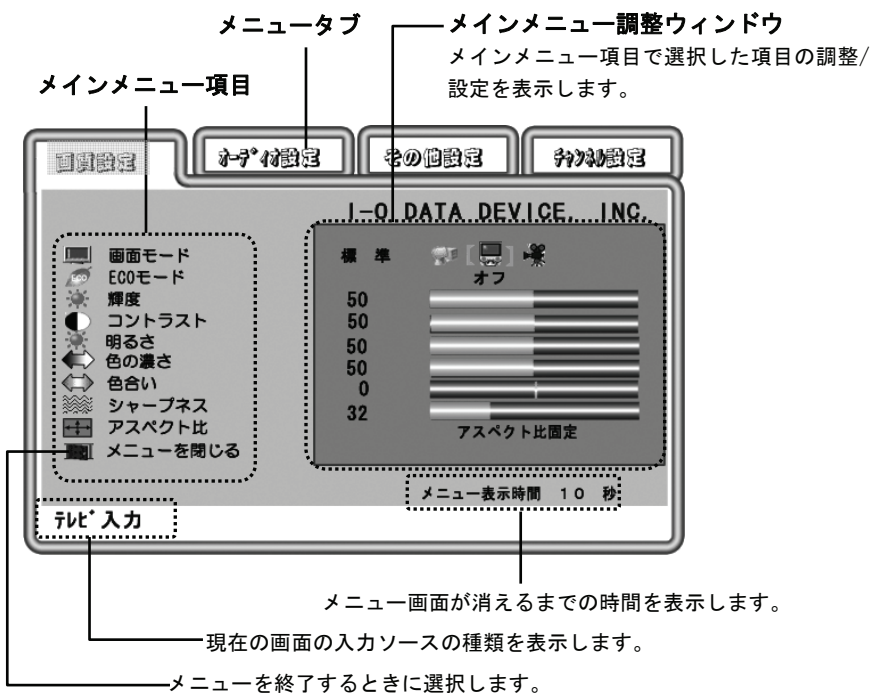 メニュータブ
メインメニュー調整ウィンドウ
メインメニュー項目で選択した項目の調整/
設定を表示します。
メインメニュー項目
画質設定
ｵｰﾃﾞｨｵ設定
その他設定
ﾁｬﾝﾈﾙ設定
I-O DATA DEVICE, INC.
画面モード
標 準
[ ]
ECOモード
ECO
オフ
輝度
50
コントラスト
50
明るさ
50
色の濃さ
50
色合い
0
シャープネス
32
アスペクト比
アスペクト比固定
メニューを閉じる
メニュー表示時間 10 秒
ﾃﾚﾋﾞ入力
メニュー画面が消えるまでの時間を表示します。
現在の画面の入力ソースの種類を表示します。
メニューを終了するときに選択します。